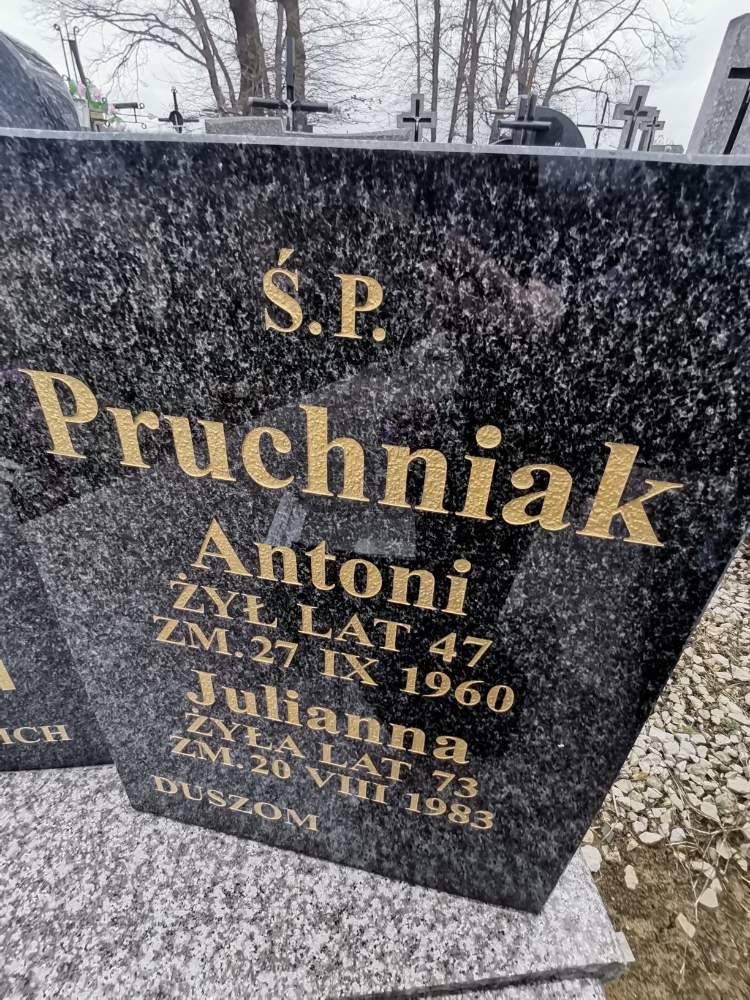 Ś.P.
Pruchniak
Antoni
ŻYŁ LAT 47
ZM. 27 IX 1960
Julianna
ŻYŁA LAT 73
ZM. 20 VIII 1983
DUSZOM